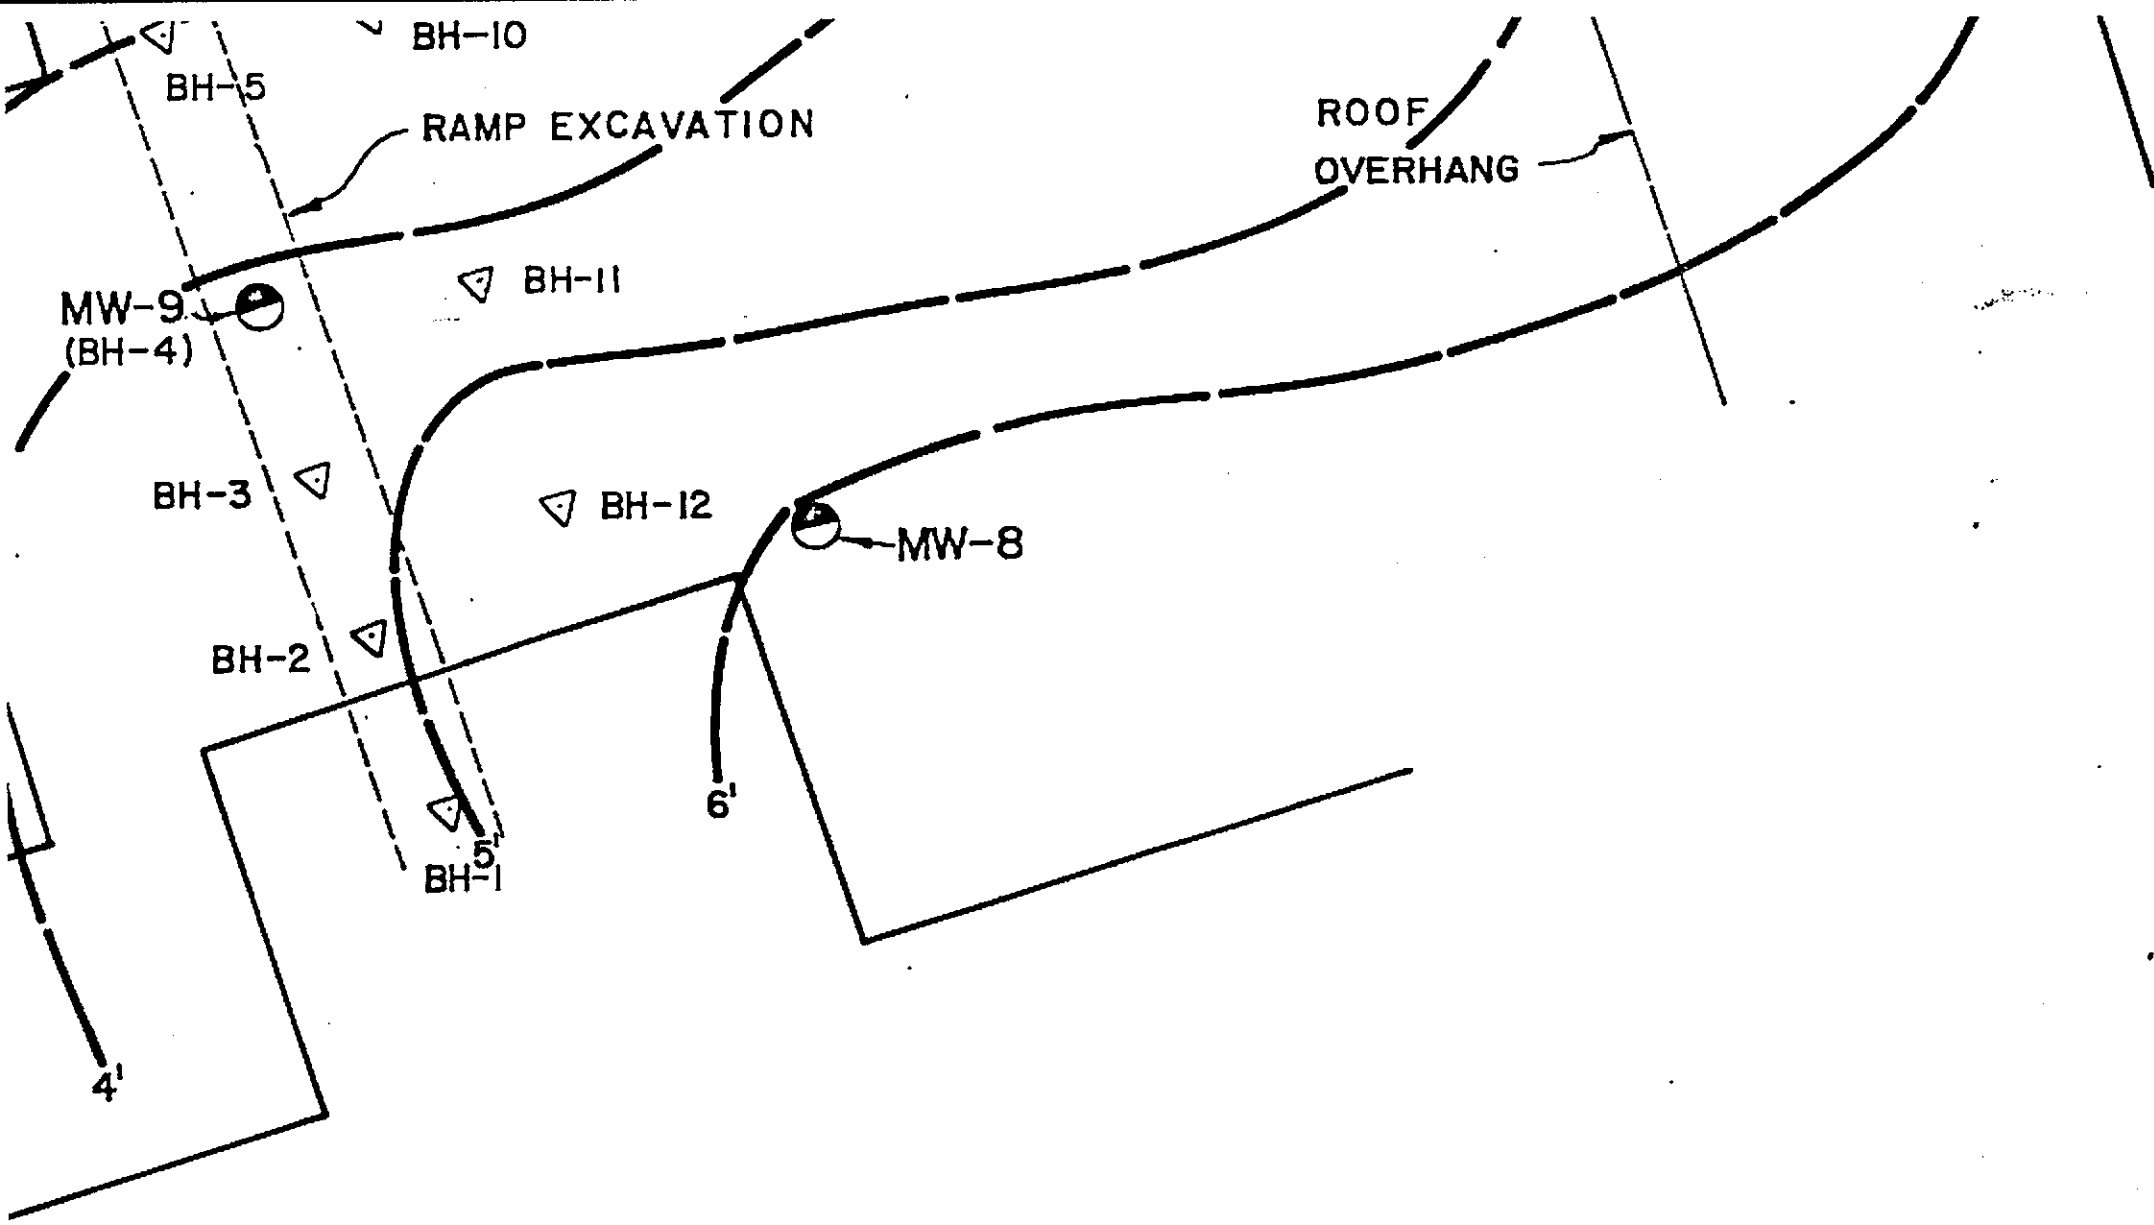 BH-10
BH-5
RAMP EXCAVATION
ROOF
OVERHANG
BH-11
MW-9
(BH-4)
BH-3
BH-12
MW-8
BH-2
6'
5'
BH-1
4'